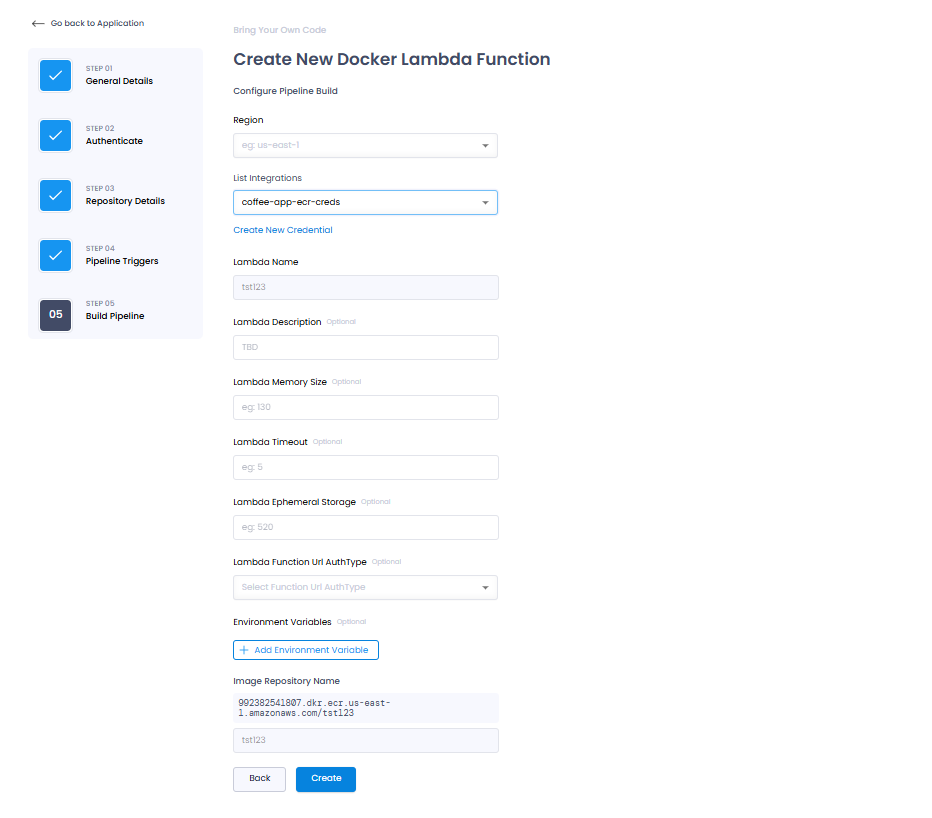 Go back to Application
STEP 01
General Details
STEP 02
Authenticate
STEP 03
Repository Details
STEP 04
Pipeline Triggers
05
STEP 05
Build Pipeline
Bring Your Own Code
Create New Docker Lambda Function
Configure Pipeline Build
Region
eg: us-east-1
List Integrations
coffee-app-ecr-creds
Create New Credential
Lambda Name
tst123
Lambda Description Optional
TBD
Lambda Memory Size Optional
eg: 130
Lambda Timeout Optional
eg: 5
Lambda Ephemeral Storage Optional
eg: 520
Lambda Function Url AuthType Optional
Select Function Url AuthType
Environment Variables Optional
+ Add Environment Variable
Image Repository Name
992382541807.dkr.ecr.us-east-
1.amazonaws.com/tst123
tst123
Back Create